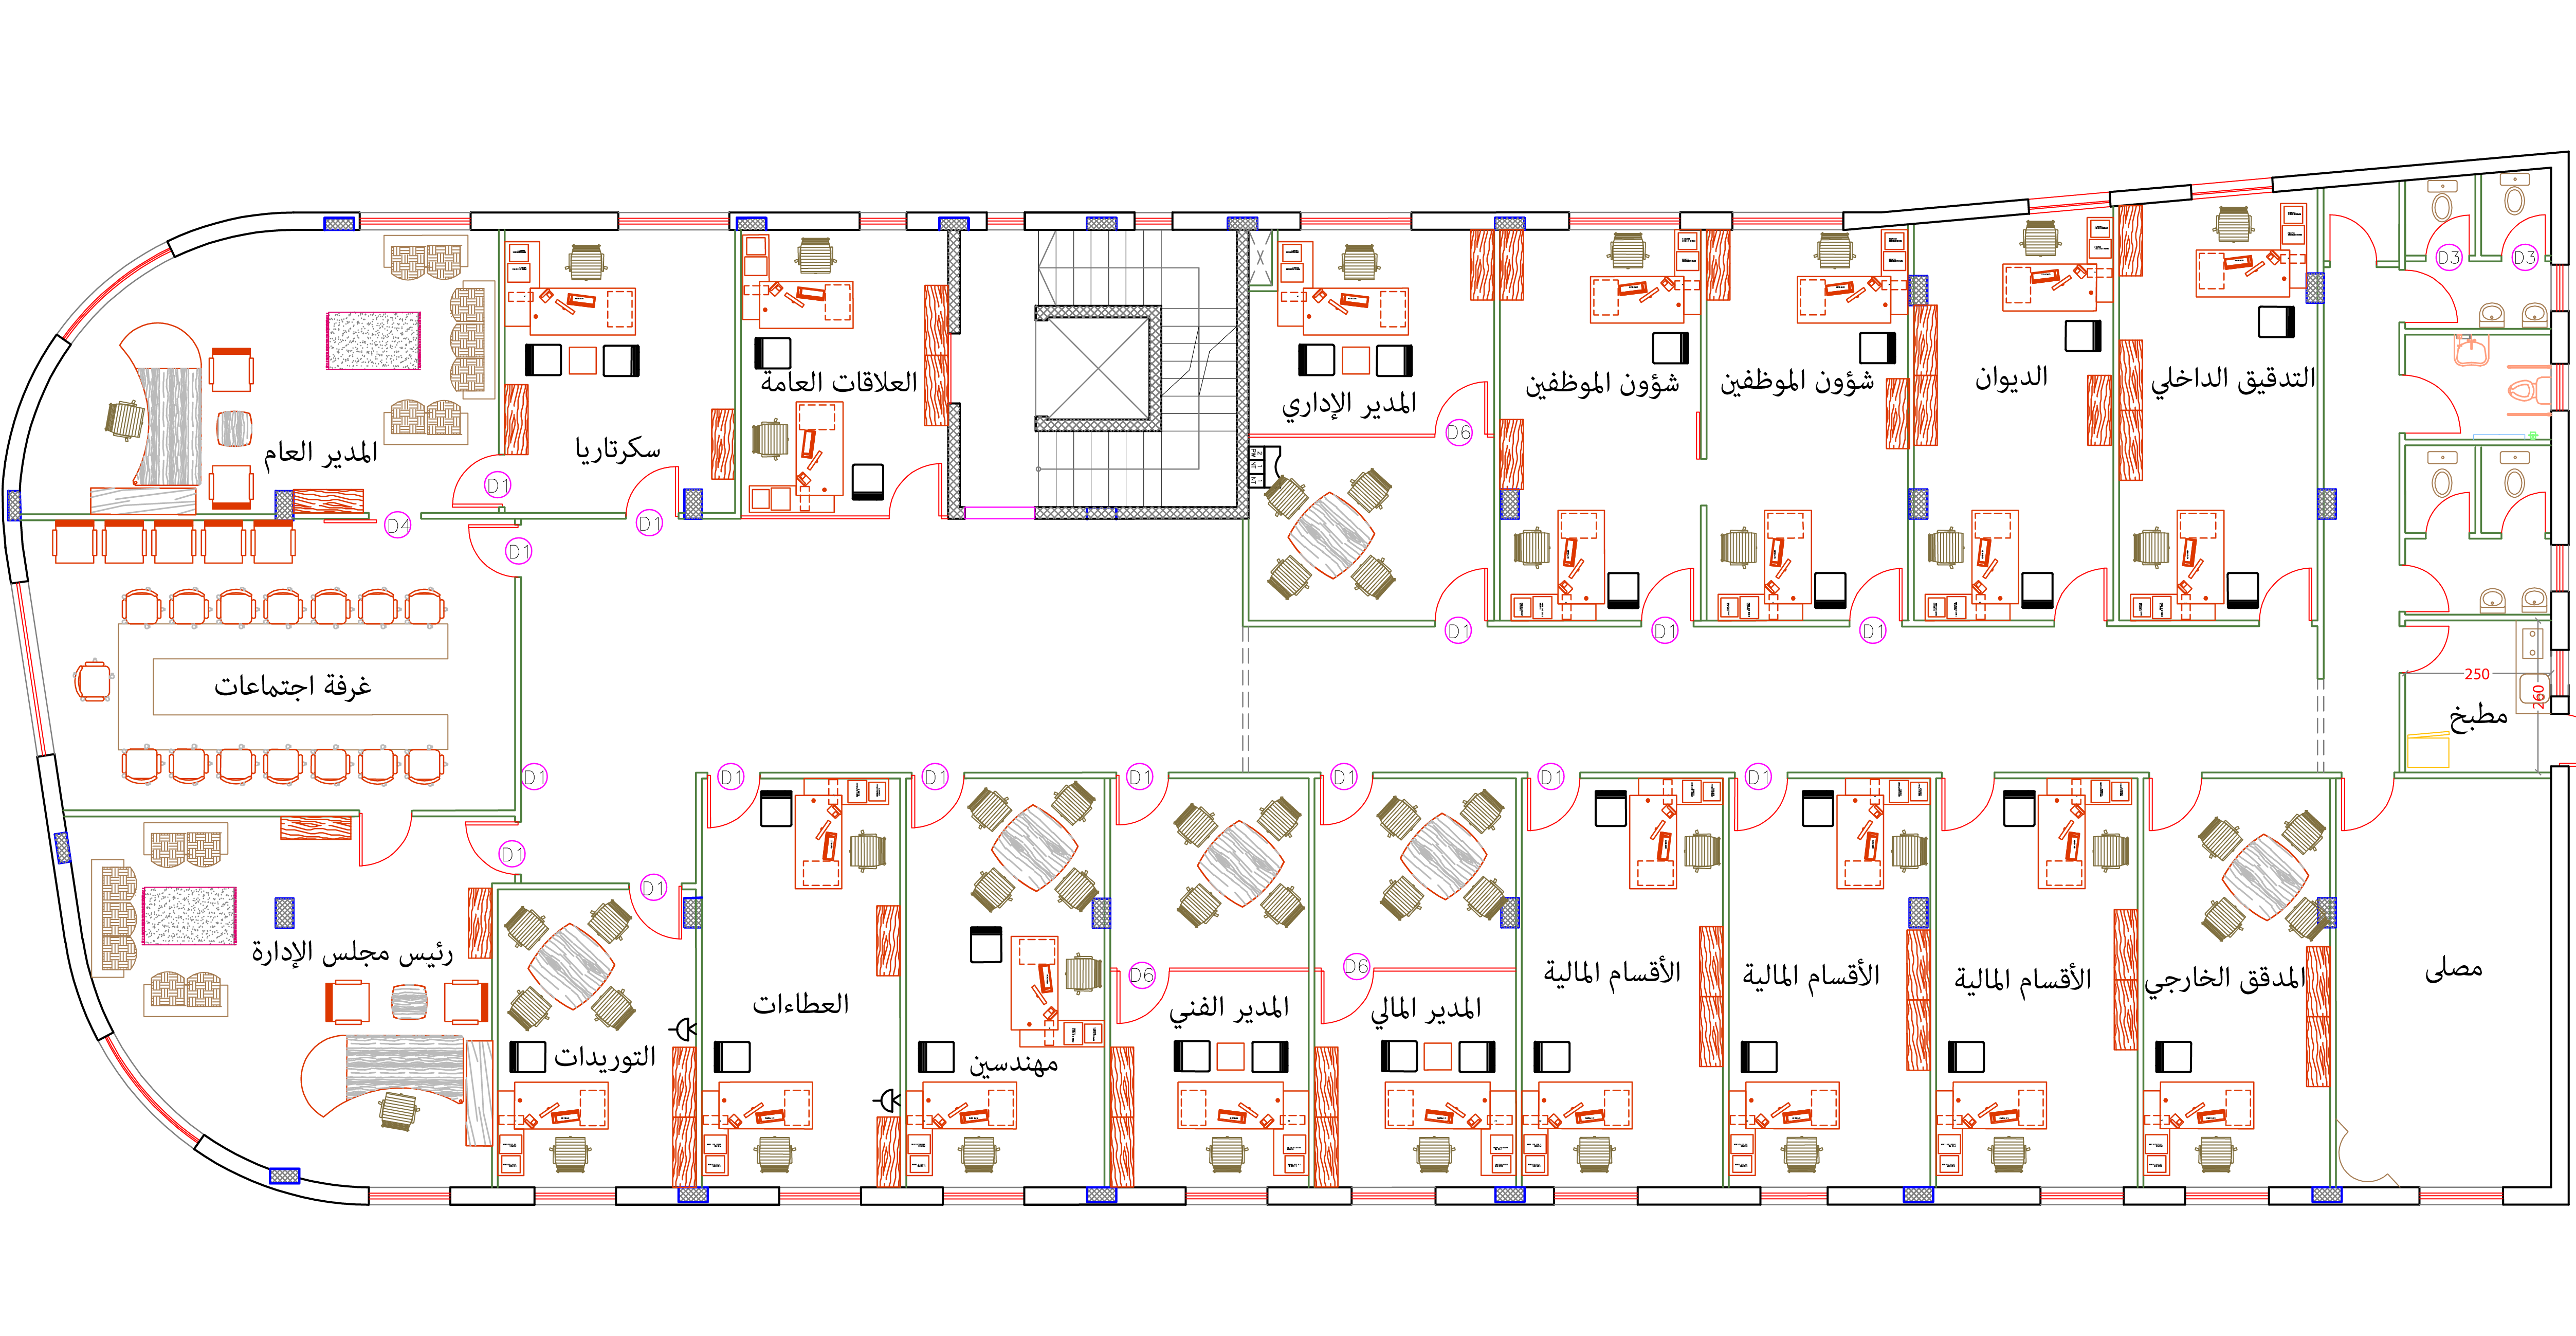 D3
D3
العلاقات العامة
المدير الإداري
شؤون الموظفين
شؤون الموظفين
الديوان
التدقيق الداخلي
المدير العام
سكرتاريا
D6
D1
D4
D1
D1
D1
D1
D1
غرفة اجتماعات
250
260
مطبخ
D1
D1
D1
D1
D1
D1
D1
D1
D1
رئيس مجلس الإدارة
التوريدات
العطاءات
مهندسين
D6
المدير الفني
D6
المدير المالي
الأقسام المالية
الأقسام المالية
الأقسام المالية
المدقق الخارجي
مصلى